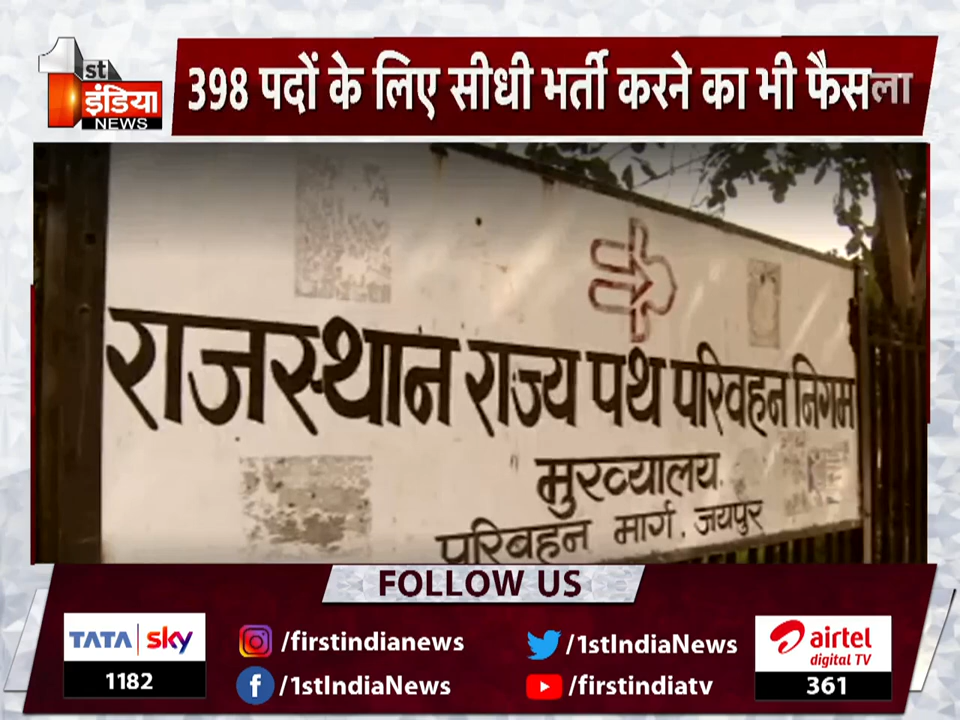 1st
इंडिया
NEWS
398 पदों के लिए सीधी भर्ती करने का भी फैसला
राजस्थान राज्य पथ परिवहन निगम
मुख्यालय
परिवहन मार्ग, जयपुर
FOLLOW US
TATA sky
1182
/firstindianews
/1stIndiaNews
/1stIndiaNews
/firstindiatv
airtel
digital TV
361